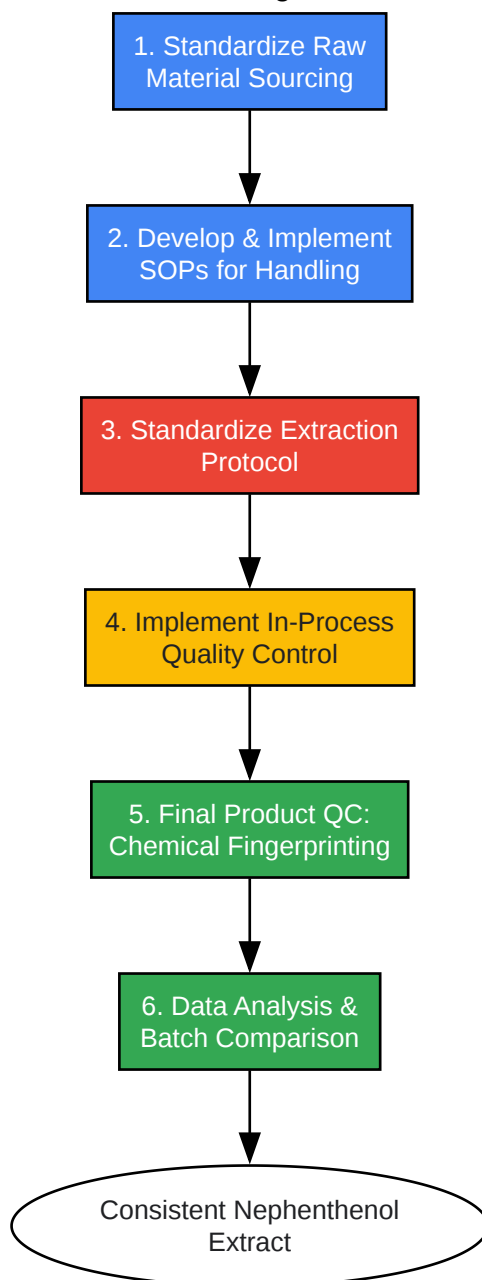 1. Standardize Raw
Material Sourcing
2. Develop & Implement
SOPs for Handling
3. Standardize Extraction
Protocol
4. Implement In-Process
Quality Control
5. Final Product QC:
Chemical Fingerprinting
6. Data Analysis &
Batch Comparison
Consistent Nephenthenol
Extract